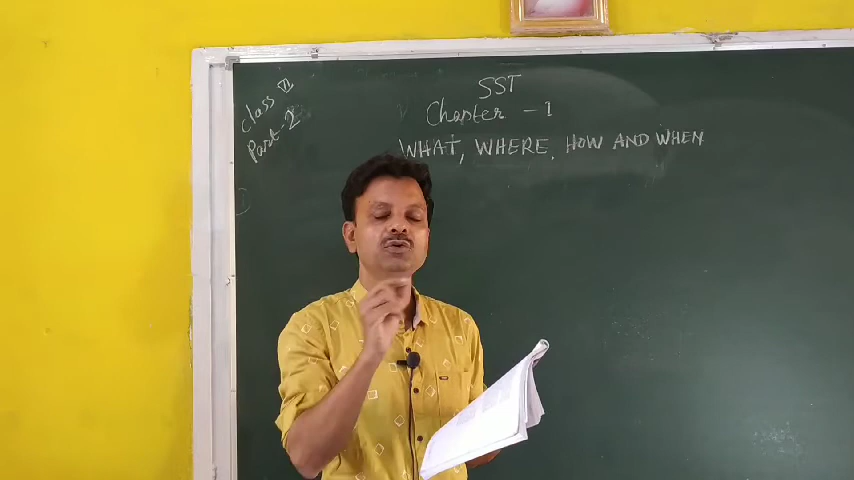 Class VI
Part-2
SST
Chapter - 1
WHAT, WHERE, HOW AND WHEN